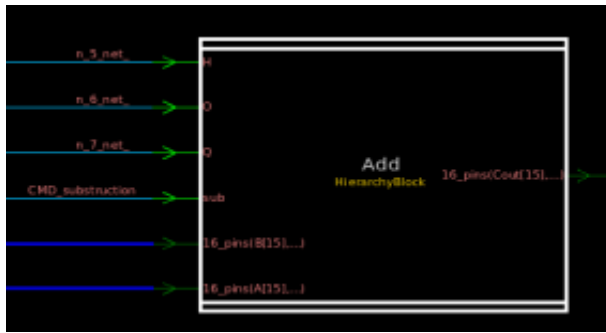 n_5_net_
H
n_6_net_
O
n_7_net_
Q
Add
HierarchyBlock
16_pins(Cout[15],...)
CMD_substruction
sub
16_pins(B[15],...)
16_pins(A[15],...)